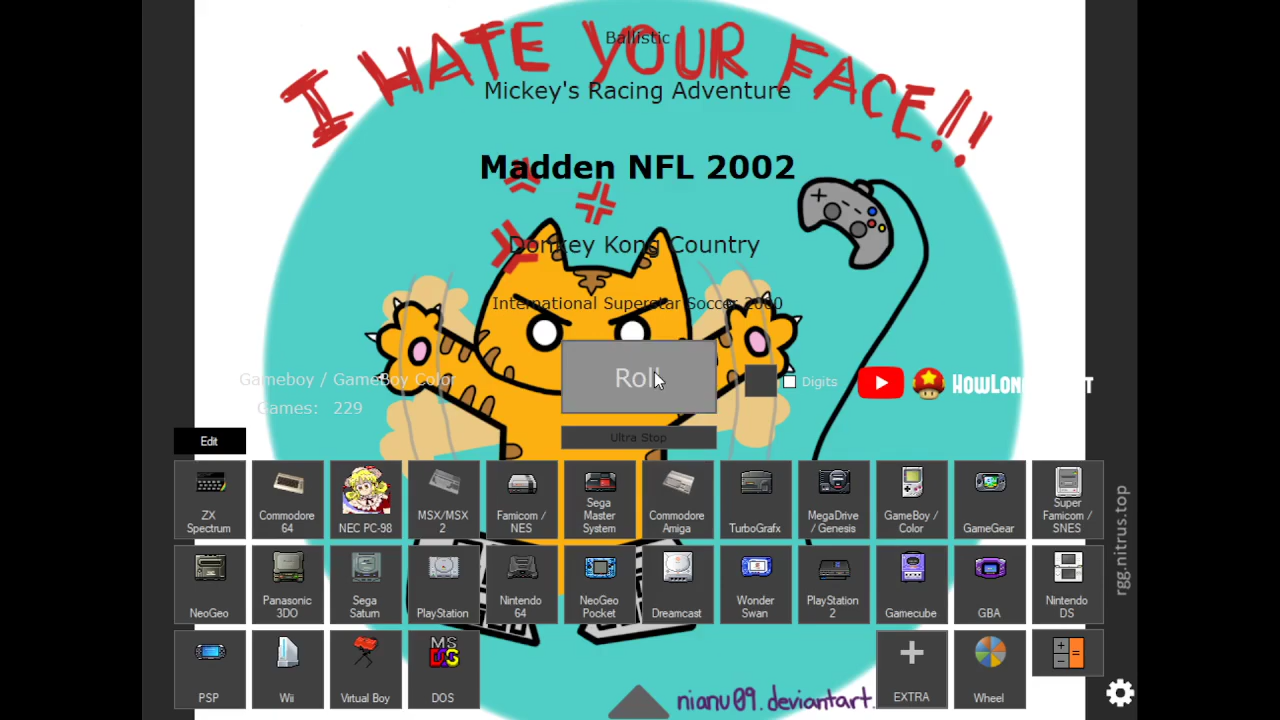 I HATE YOUR FACE!!
Ballistic
Mickey's Racing Adventure
Madden NFL 2002
Donkey Kong Country
International Superstar Soccer 2000
Gameboy / GameBoy Color
Games: 229
Roll
Digits
Ultra Stop
Edit
ZX Spectrum
Commodore 64
NEC PC-98
MSX/MSX 2
Famicom / NES
Sega Master System
Commodore Amiga
TurboGrafx
MegaDrive / Genesis
GameBoy / Color
GameGear
Super Famicom / SNES
NeoGeo
Panasonic 3DO
Sega Saturn
PlayStation
Nintendo 64
NeoGeo Pocket
Dreamcast
Wonder Swan
PlayStation 2
Gamecube
GBA
Nintendo DS
PSP
Wii
Virtual Boy
MS DOS
DOS
EXTRA
Wheel
nianu09.deviantart.
rgg.nitrus.top